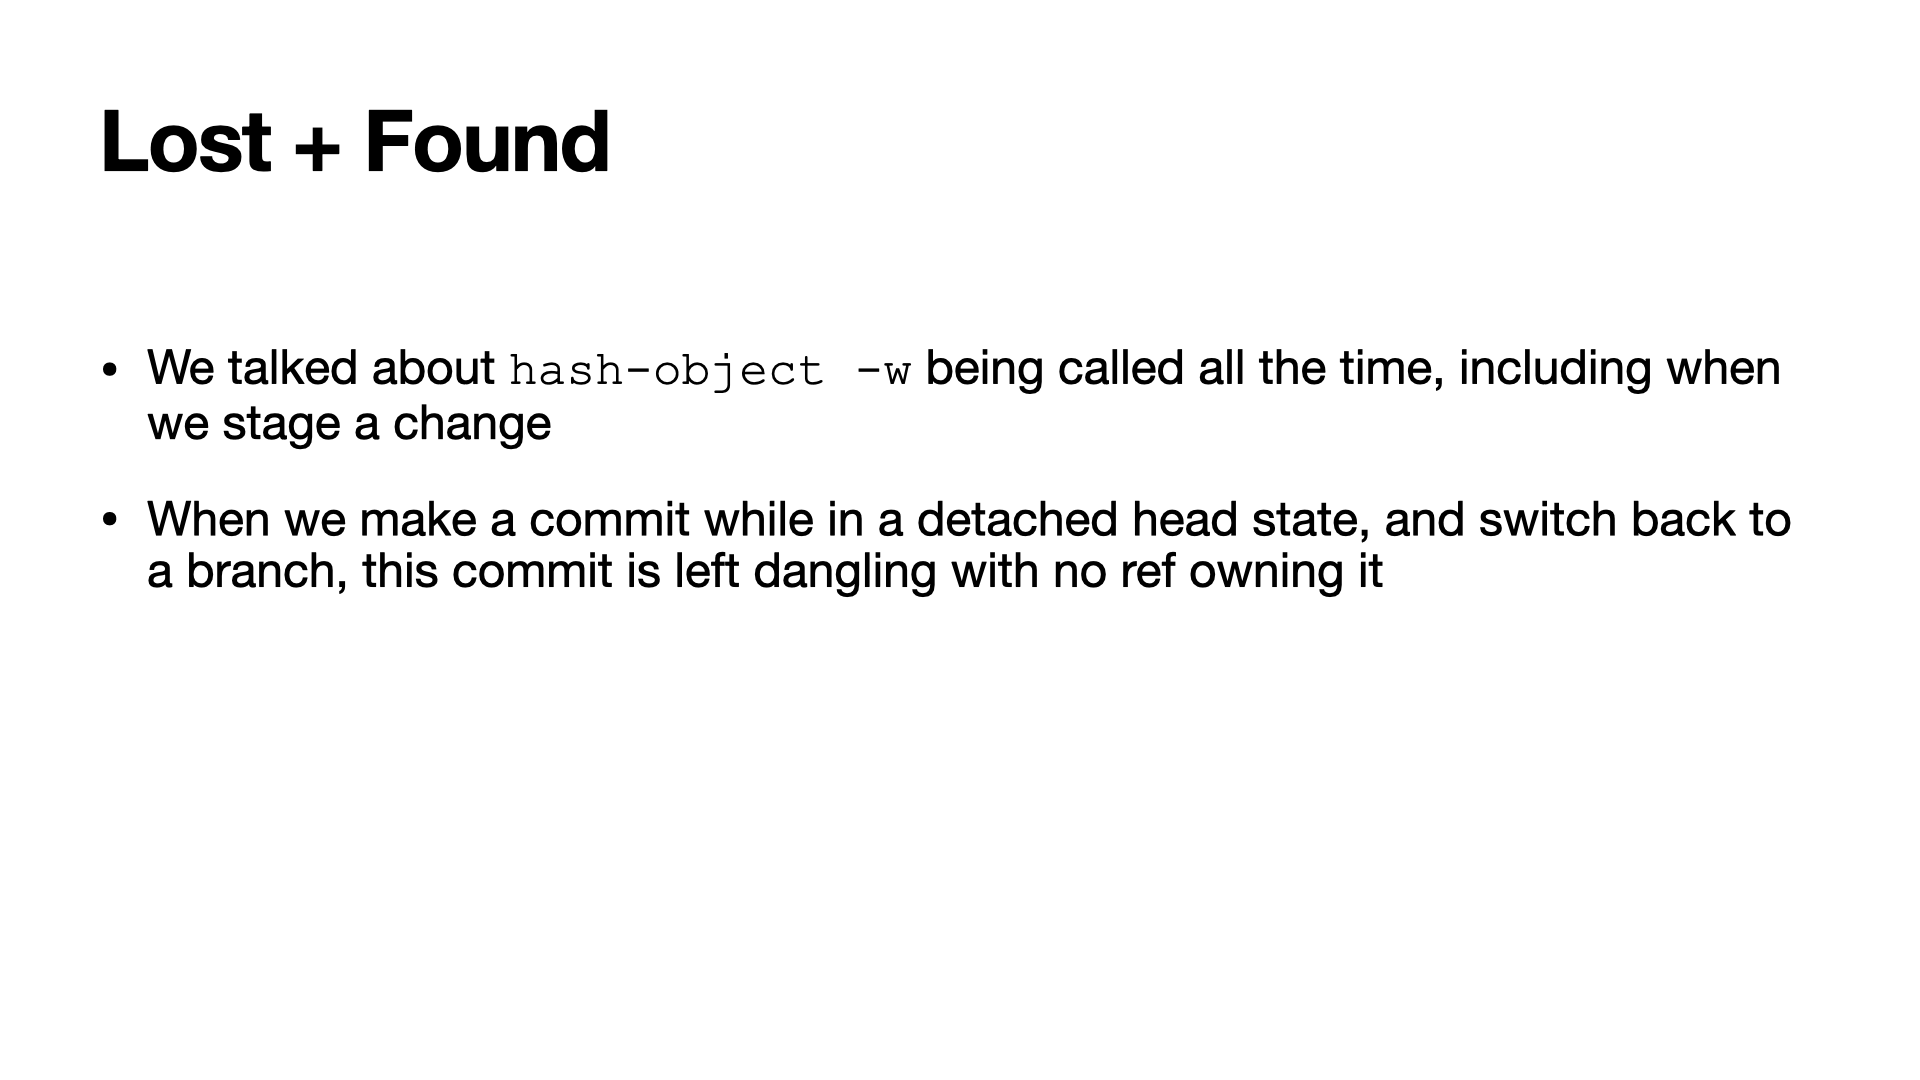 Lost + Found
• We talked about hash-object -w being called all the time, including when
we stage a change
• When we make a commit while in a detached head state, and switch back to
a branch, this commit is left dangling with no ref owning it